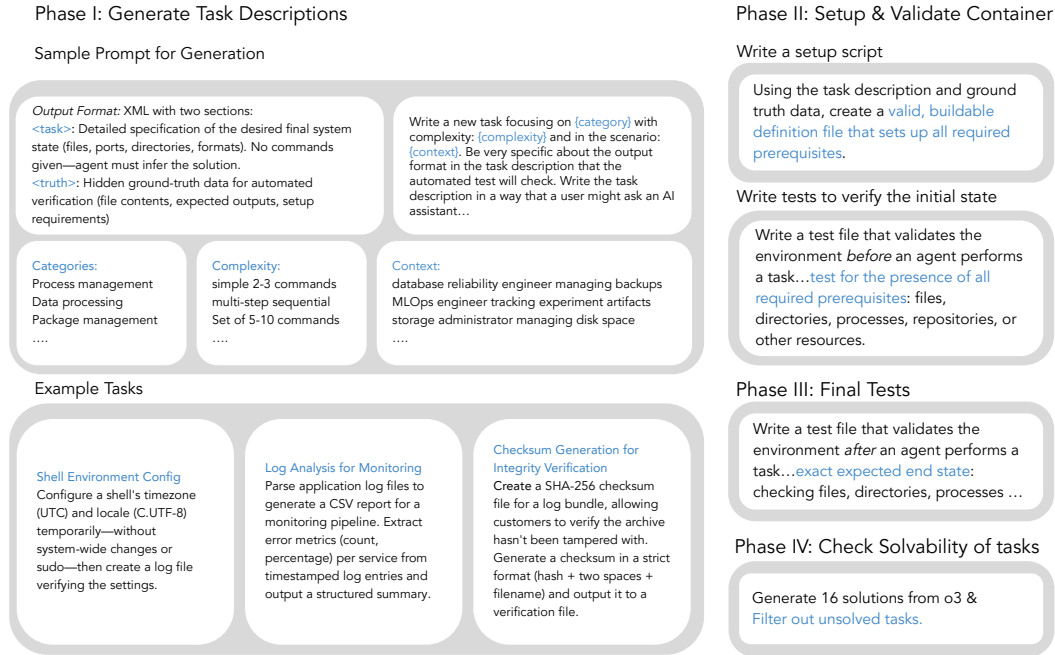 Phase I: Generate Task Descriptions
Sample Prompt for Generation
Output Format: XML with two sections:
<task>: Detailed specification of the desired final system
state (files, ports, directories, formats). No commands
given—agent must infer the solution.
<truth>: Hidden ground-truth data for automated
verification (file contents, expected outputs, setup
requirements)
Write a new task focusing on {category} with
complexity: {complexity} and in the scenario:
{context}. Be very specific about the output
format in the task description that the
automated test will check. Write the task
description in a way that a user might ask an AI
assistant…
Categories:
Process management
Data processing
Package management
….
Complexity:
simple 2-3 commands
multi-step sequential
Set of 5-10 commands
….
Context:
database reliability engineer managing backups
MLOps engineer tracking experiment artifacts
storage administrator managing disk space
….
Example Tasks
Shell Environment Config
Configure a shell's timezone
(UTC) and locale (C.UTF-8)
temporarily—without
system-wide changes or
sudo—then create a log file
verifying the settings.
Log Analysis for Monitoring
Parse application log files to
generate a CSV report for a
monitoring pipeline. Extract
error metrics (count,
percentage) per service from
timestamped log entries and
output a structured summary.
Checksum Generation for
Integrity Verification
Create a SHA-256 checksum
file for a log bundle, allowing
customers to verify the archive
hasn't been tampered with.
Generate a checksum in a strict
format (hash + two spaces +
filename) and output it to a
verification file.
Phase II: Setup & Validate Container
Write a setup script
Using the task description and ground
truth data, create a valid, buildable
definition file that sets up all required
prerequisites.
Write tests to verify the initial state
Write a test file that validates the
environment before an agent performs
a task…test for the presence of all
required prerequisites: files,
directories, processes, repositories, or
other resources.
Phase III: Final Tests
Write a test file that validates the
environment after an agent performs a
task…exact expected end state:
checking files, directories, processes …
Phase IV: Check Solvability of tasks
Generate 16 solutions from o3 &
Filter out unsolved tasks.